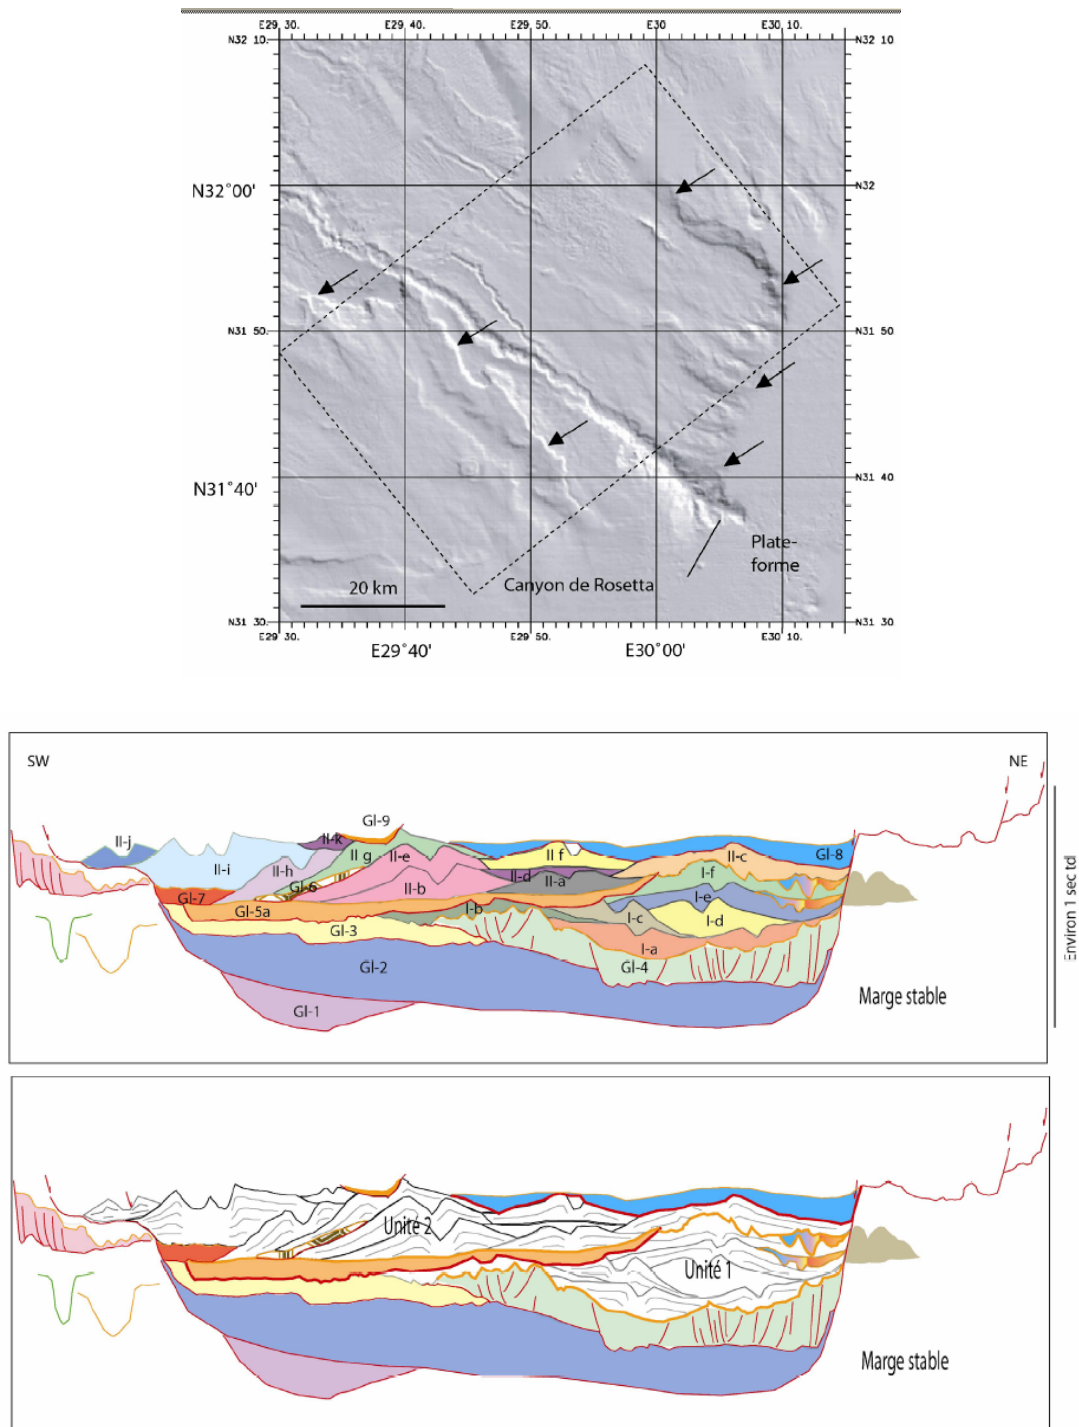 E29 30. E29 40. E29 50. E30 E30 10.
N32 10. N32 10
N32°00' N32
N31 50. N31 50
N31°40' N31 40
Plate-
forme
Canyon de Rosetta
20 km
N31 30 N31 30
E29 30. E29 50. E30 10.
E29°40' E30°00'
SW NE
GI-9
II-j II-k
II-i II-h II g II-e II f II-c GI-8
GI-7 GI-6 II-b II-d II-a I-f
GI-5a I-b I-e
GI-3 I-c I-d
I-a
GI-2 GI-4
GI-1
Marge stable
Environ 1 sec td
Unité 2
Unité 1
Marge stable